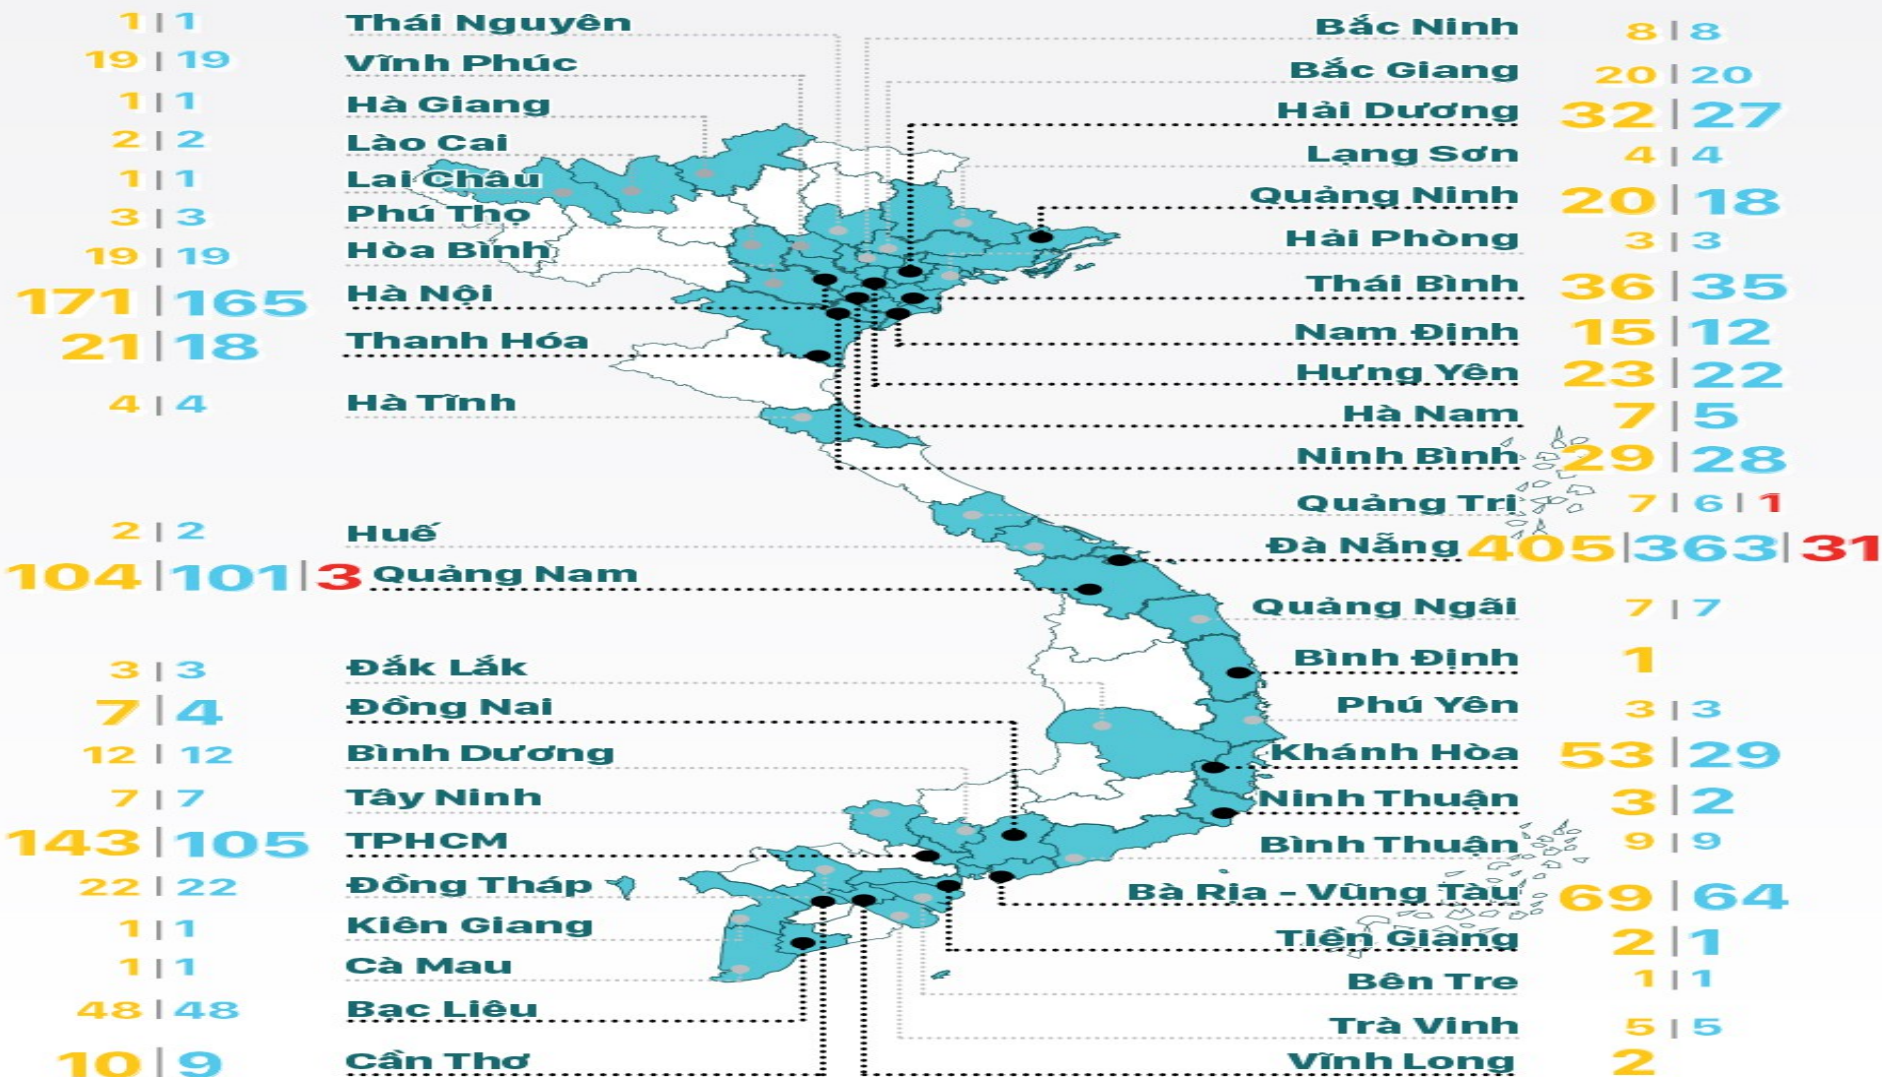 1 | 1 Thái Nguyên
19 | 19 Vĩnh Phúc
1 | 1 Hà Giang
2 | 2 Lào Cai
1 | 1 Lai Châu
3 | 3 Phú Thọ
19 | 19 Hòa Bình
171 | 165 Hà Nội
21 | 18 Thanh Hóa
4 | 4 Hà Tĩnh
2 | 2 Huế
104 | 101 | 3 Quảng Nam
3 | 3 Đắk Lắk
7 | 4 Đồng Nai
12 | 12 Bình Dương
7 | 7 Tây Ninh
143 | 105 TPHCM
22 | 22 Đồng Tháp
1 | 1 Kiên Giang
1 | 1 Cà Mau
48 | 48 Bạc Liêu
10 | 9 Cần Thơ
Bắc Ninh 8 | 8
Bắc Giang 20 | 20
Hải Dương 32 | 27
Lạng Sơn 4 | 4
Quảng Ninh 20 | 18
Hải Phòng 3 | 3
Thái Bình 36 | 35
Nam Định 15 | 12
Hưng Yên 23 | 22
Hà Nam 7 | 5
Ninh Bình 29 | 28
Quảng Trị 7 | 6 | 1
Đà Nẵng 405 | 363 | 31
Quảng Ngãi 7 | 7
Bình Định 1
Phú Yên 3 | 3
Khánh Hòa 53 | 29
Ninh Thuận 3 | 2
Bình Thuận 9 | 9
Bà Rịa - Vũng Tàu 69 | 64
Tiền Giang 2 | 1
Bên Tre 1 | 1
Trà Vinh 5 | 5
Vĩnh Long 2